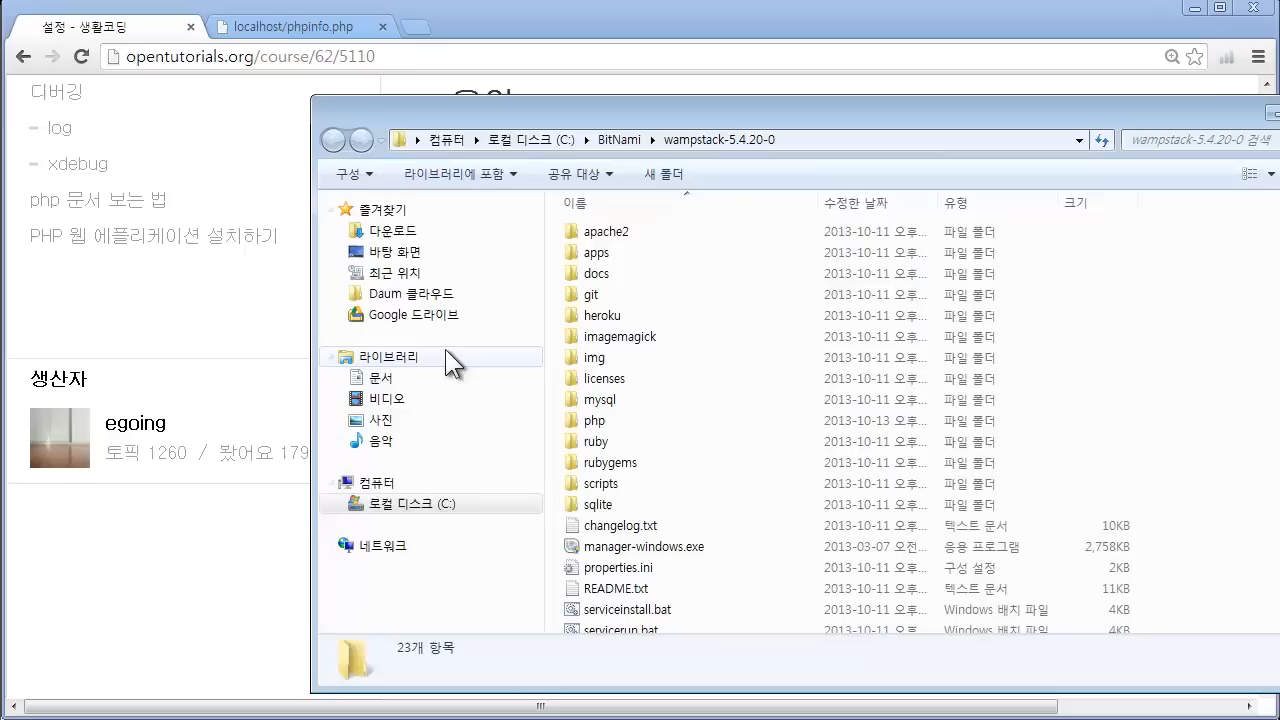 설정 - 생활코딩
localhost/phpinfo.php
opentutorials.org/course/62/5110
디버깅
- log
- xdebug
php 문서 보는 법
PHP 웹 에플리케이션 설치하기
생산자
egoing
토픽 1260 / 봤어요 179
컴퓨터 로컬 디스크 (C:) BitNami wampstack-5.4.20-0
wampstack-5.4.20-0 검색
구성 라이브러리에 포함 공유 대상 새 폴더
즐겨찾기
다운로드
바탕 화면
최근 위치
Daum 클라우드
Google 드라이브
라이브러리
문서
비디오
사진
음악
컴퓨터
로컬 디스크 (C:)
네트워크
이름 수정한 날짜 유형 크기
apache2 2013-10-11 오후... 파일 폴더
apps 2013-10-11 오후... 파일 폴더
docs 2013-10-11 오후... 파일 폴더
git 2013-10-11 오후... 파일 폴더
heroku 2013-10-11 오후... 파일 폴더
imagemagick 2013-10-11 오후... 파일 폴더
img 2013-10-11 오후... 파일 폴더
licenses 2013-10-11 오후... 파일 폴더
mysql 2013-10-11 오후... 파일 폴더
php 2013-10-13 오후... 파일 폴더
ruby 2013-10-11 오후... 파일 폴더
rubygems 2013-10-11 오후... 파일 폴더
scripts 2013-10-11 오후... 파일 폴더
sqlite 2013-10-11 오후... 파일 폴더
changelog.txt 2013-10-11 오후... 텍스트 문서 10KB
manager-windows.exe 2013-03-07 오전... 응용 프로그램 2,758KB
properties.ini 2013-10-11 오후... 구성 설정 2KB
README.txt 2013-10-11 오후... 텍스트 문서 11KB
serviceinstall.bat 2013-10-11 오후... Windows 배치 파일 4KB
servicerun.bat 2013-10-11 오후... Windows 배치 파일 4KB
23개 항목